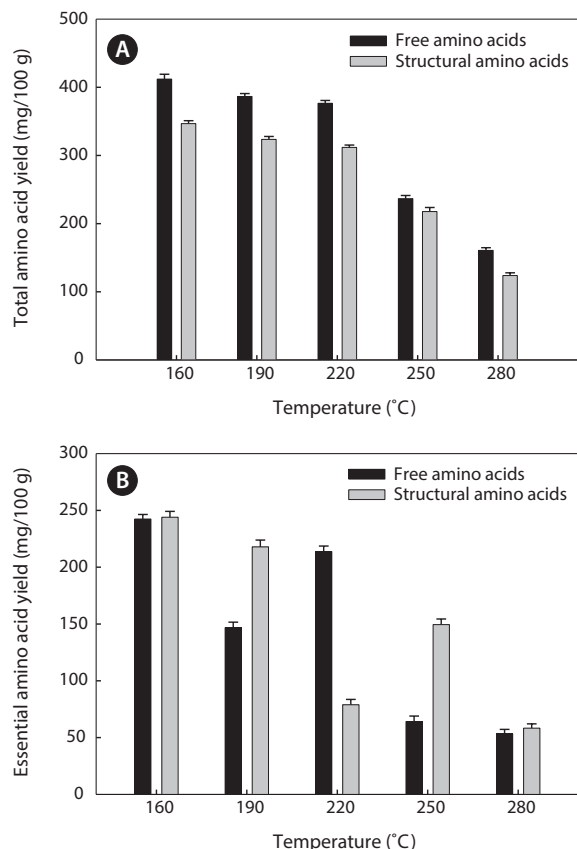 A
Free amino acids
Structural amino acids
Total amino acid yield (mg/100 g)
500
400
300
200
100
0
160 190 220 250 280
Temperature (˚C)
B
Free amino acids
Structural amino acids
Essential amino acid yield (mg/100 g)
300
250
200
150
100
50
0
160 190 220 250 280
Temperature (˚C)